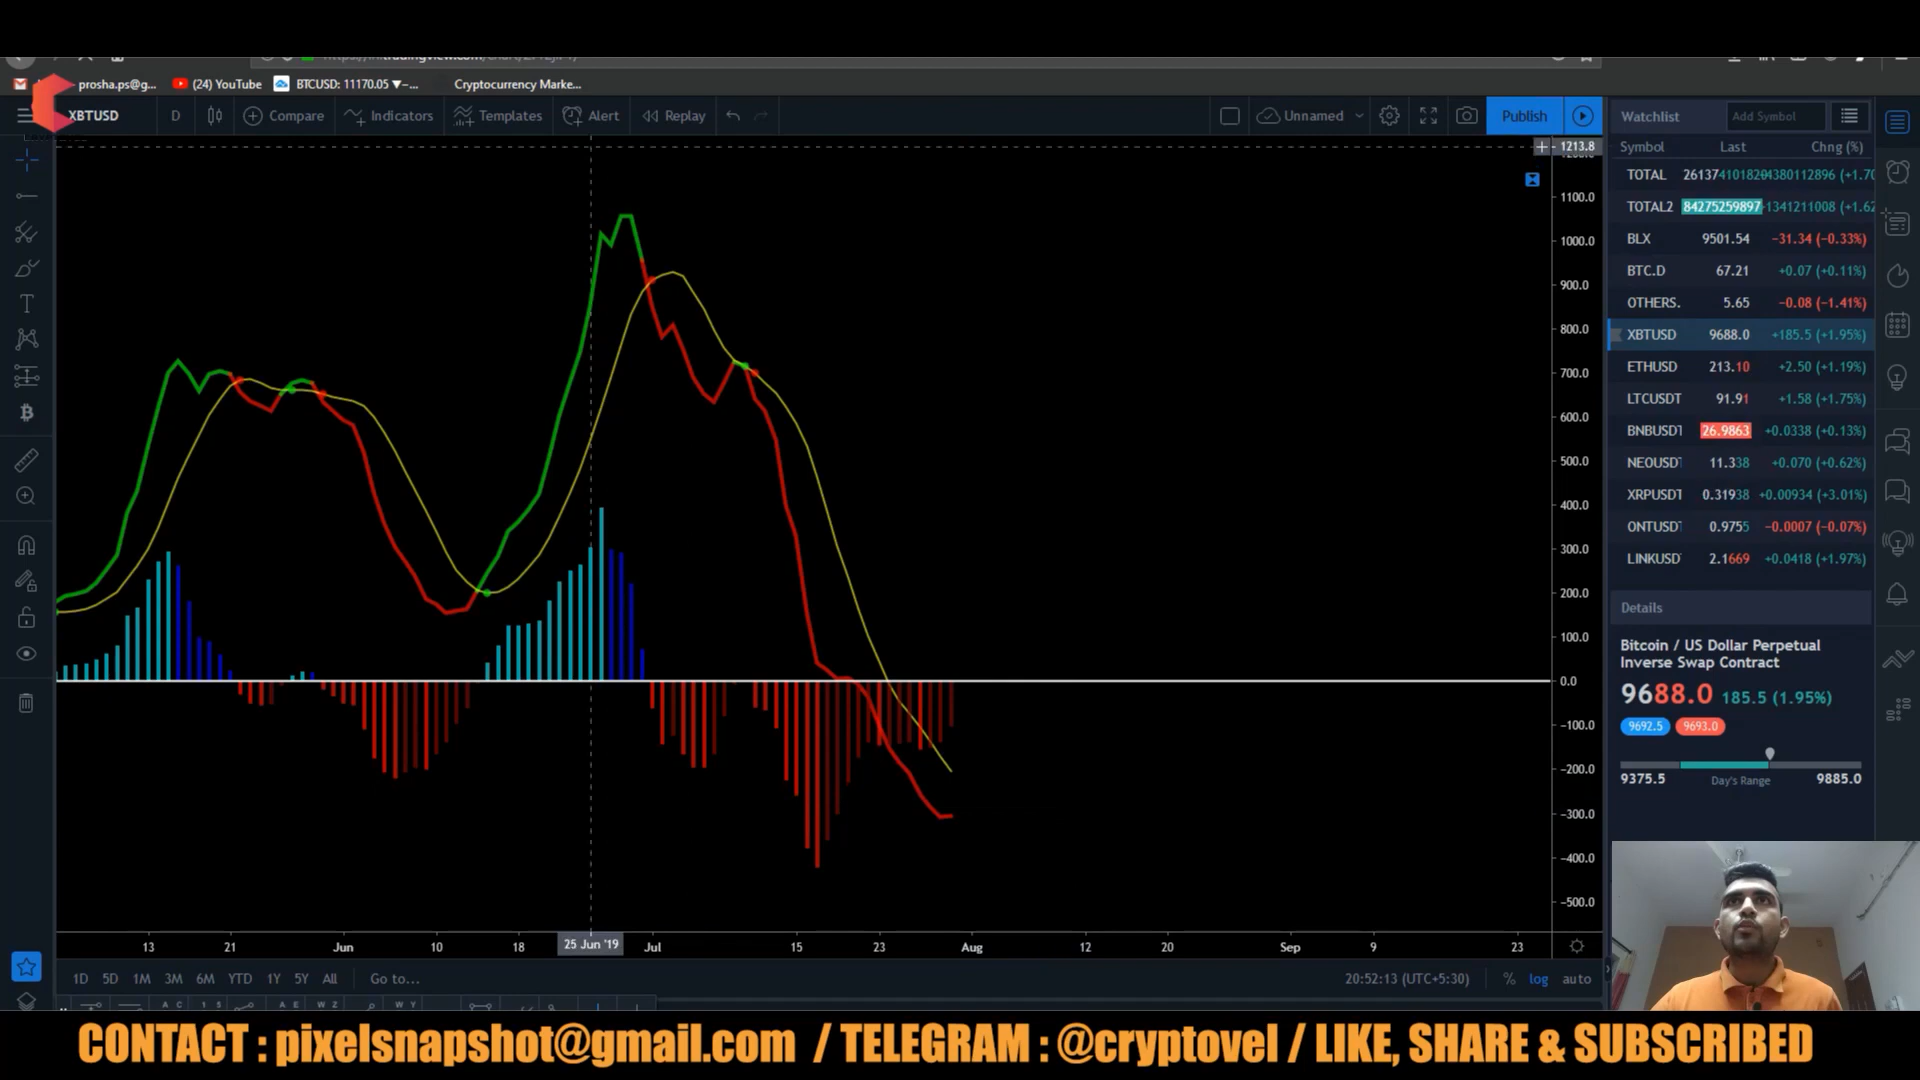 prosha.ps@g... (24) YouTube BTCUSD: 11170.05 ▼−... Cryptocurrency Marke...
XBTUSD D Compare Indicators Templates Alert Replay Unnamed Publish
Watchlist Add Symbol
Symbol Last Chng (%)
TOTAL (+1.70
TOTAL2 84275259897 -1341211008 (+1.62
BLX 9501.54 −31.34 (−0.33%)
BTC.D 67.21 +0.07 (+0.11%)
OTHERS. 5.65 −0.08 (−1.41%)
XBTUSD 9688.0 +185.5 (+1.95%)
ETHUSD 213.10 +2.50 (+1.19%)
LTCUSDT 91.91 +1.58 (+1.75%)
BNBUSDT 26.9863 +0.0338 (+0.13%)
NEOUSDT 11.338 +0.070 (+0.62%)
XRPUSDT 0.31938 +0.00934 (+3.01%)
ONTUSDT 0.9755 −0.0007 (−0.07%)
LINKUSD 2.1669 +0.0418 (+1.97%)
Details
Bitcoin / US Dollar Perpetual
Inverse Swap Contract
9688.0 185.5 (1.95%)
9692.5 9693.0
9375.5 Day's Range 9885.0
1213.8
1100.0
1000.0
900.0
800.0
700.0
600.0
500.0
400.0
300.0
200.0
100.0
0.0
−100.0
−200.0
−300.0
−400.0
−500.0
13 21 Jun 10 18 25 Jun '19 Jul 15 23 Aug 12 20 Sep 9 23
1D 5D 1M 3M 6M YTD 1Y 5Y All Go to... 20:52:13 (UTC+5:30) % log auto
CONTACT : pixelsnapshot@gmail.com / TELEGRAM : @cryptovel / LIKE, SHARE & SUBSCRIBED